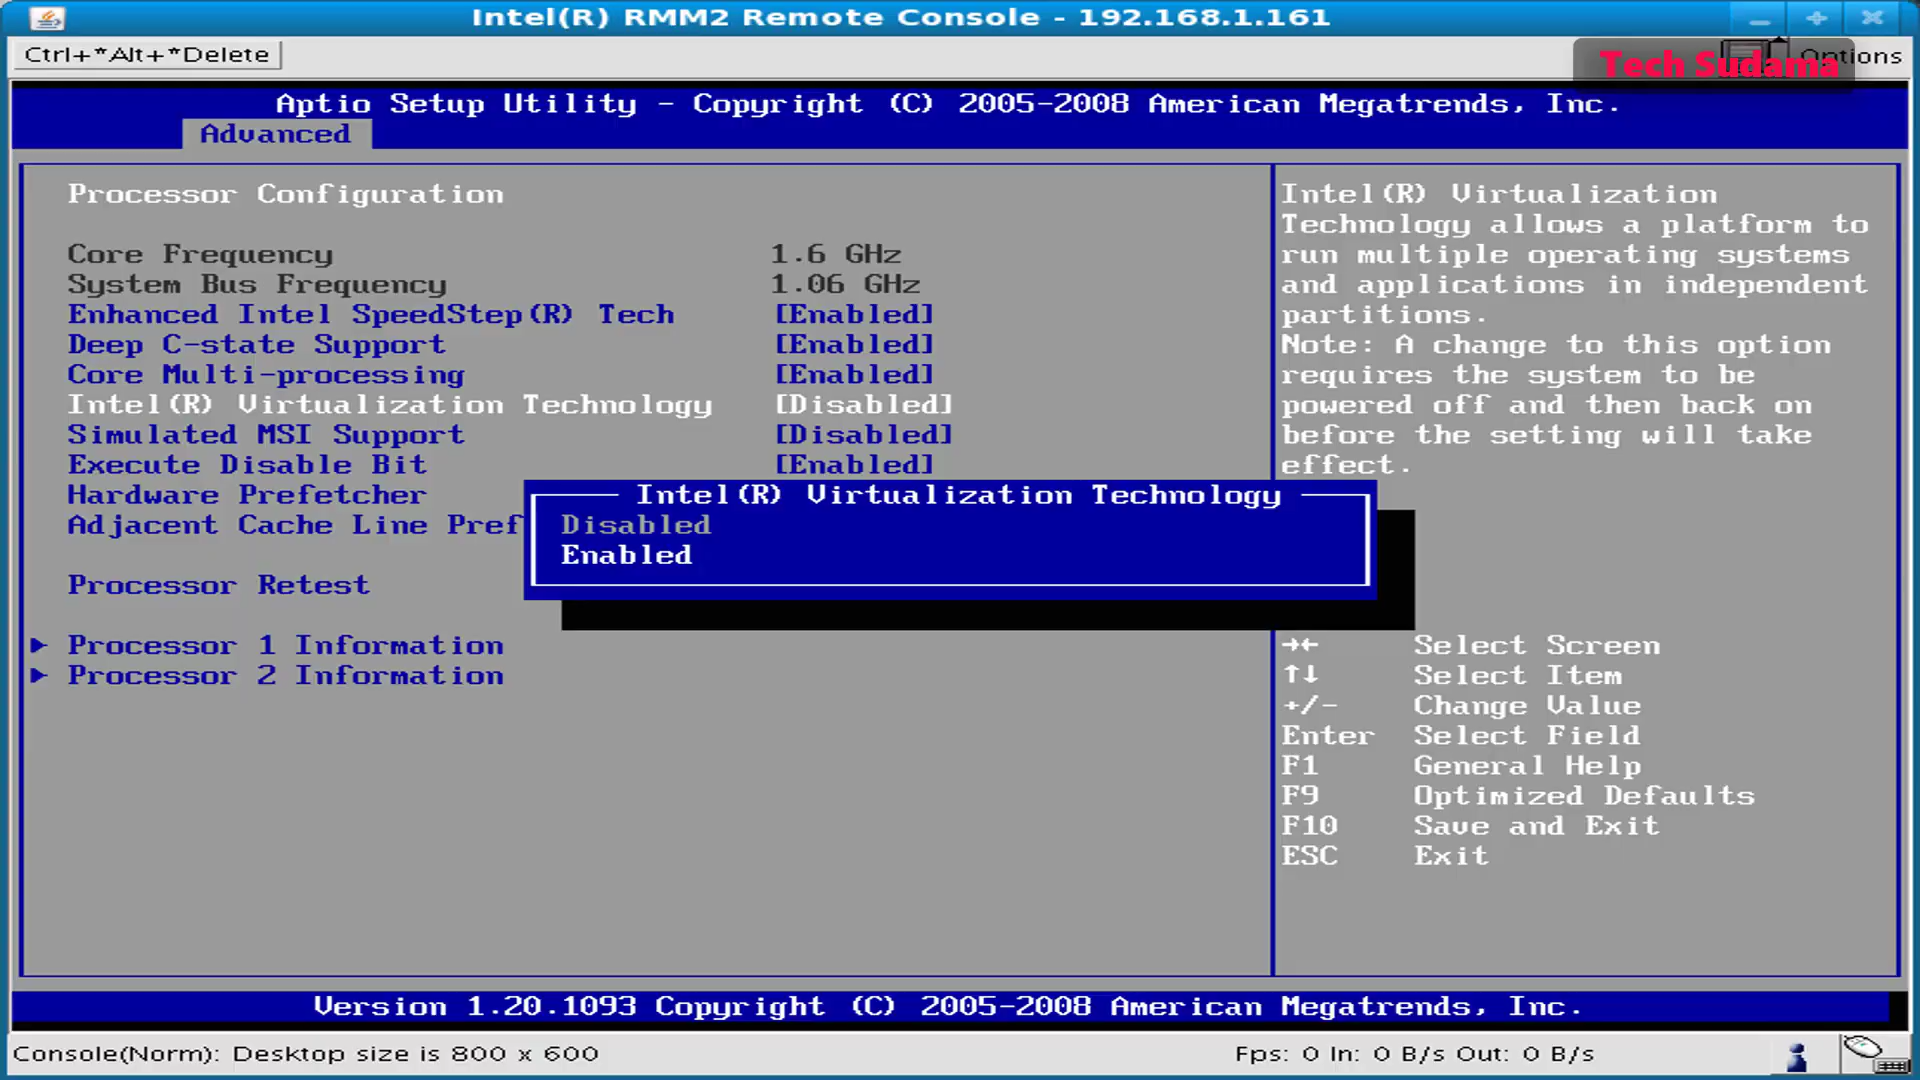 Intel(R) RMM2 Remote Console - 192.168.1.161
Ctrl+*Alt+*Delete
Options
Tech Sudama
Aptio Setup Utility - Copyright (C) 2005-2008 American Megatrends, Inc.
Advanced
Processor Configuration
Core Frequency 1.6 GHz
System Bus Frequency 1.06 GHz
Enhanced Intel SpeedStep(R) Tech [Enabled]
Deep C-state Support [Enabled]
Core Multi-processing [Enabled]
Intel(R) Virtualization Technology [Disabled]
Simulated MSI Support [Disabled]
Execute Disable Bit [Enabled]
Hardware Prefetcher
Adjacent Cache Line Pref
Processor Retest
Processor 1 Information
Processor 2 Information
Intel(R) Virtualization Technology
Disabled
Enabled
Intel(R) Virtualization
Technology allows a platform to
run multiple operating systems
and applications in independent
partitions.
Note: A change to this option
requires the system to be
powered off and then back on
before the setting will take
effect.
→← Select Screen
↑↓ Select Item
+/- Change Value
Enter Select Field
F1 General Help
F9 Optimized Defaults
F10 Save and Exit
ESC Exit
Version 1.20.1093 Copyright (C) 2005-2008 American Megatrends, Inc.
Console(Norm): Desktop size is 800 x 600
Fps: 0 In: 0 B/s Out: 0 B/s